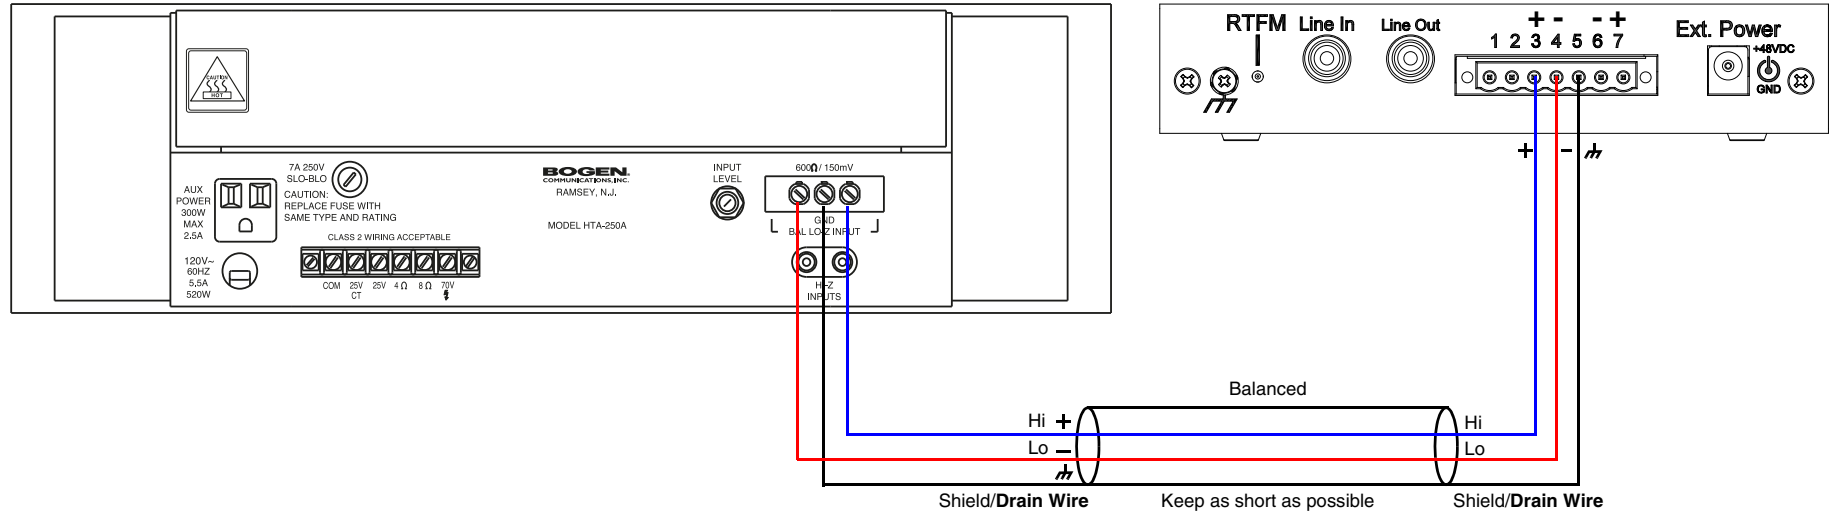 CAUTION
HOT
7A 250V
SLO-BLO
CAUTION:
REPLACE FUSE WITH
SAME TYPE AND RATING
AUX
POWER
300W
MAX
2.5A
120V~
60HZ
5.5A
520W
CLASS 2 WIRING ACCEPTABLE
COM 25V 25V 4 Ω 8 Ω 70V
CT
BOGEN
COMMUNICATIONS, INC.
RAMSEY, N.J.
MODEL HTA-250A
INPUT
LEVEL
600Ω / 150mV
GND
BAL LO-Z INPUT
HI-Z
INPUTS
RTFM Line In Line Out
+ - - +
1 2 3 4 5 6 7
Ext. Power
+48VDC
GND
+ -
Balanced
Hi + Hi
Lo - Lo
Shield/Drain Wire Keep as short as possible Shield/Drain Wire